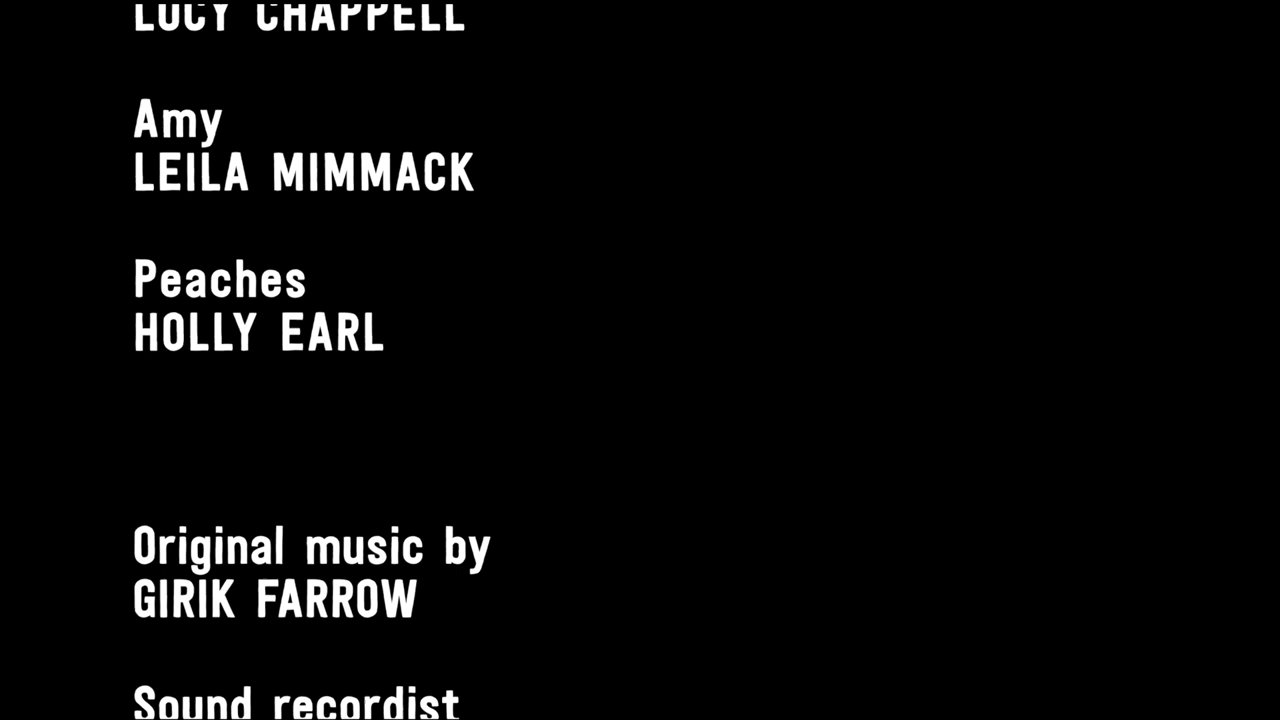 LUCY CHAPPELL
Amy
LEILA MIMMACK
Peaches
HOLLY EARL
Original music by
GIRIK FARROW
Sound recordist